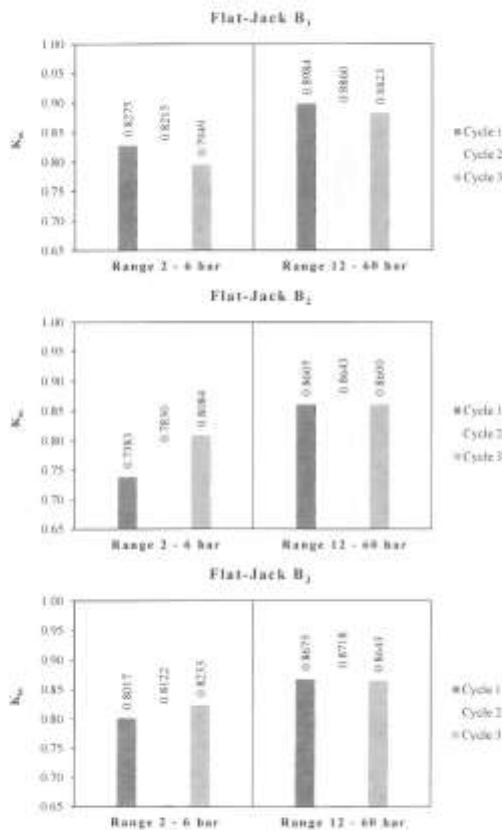 Flat-Jack B1
1.00
0.95
0.90
0.85
0.80
0.75
0.70
0.65
Km
0.8275
0.8215
0.7949
0.8984
0.8860
0.8823
Cycle 1
Cycle 2
Cycle 3
Range 2 - 6 bar
Range 12 - 60 bar
Flat-Jack B2
1.00
0.95
0.90
0.85
0.80
0.75
0.70
0.65
Km
0.7383
0.7830
0.8084
0.8605
0.8643
0.8600
Cycle 1
Cycle 2
Cycle 3
Range 2 - 6 bar
Range 12 - 60 bar
Flat-Jack B3
1.00
0.95
0.90
0.85
0.80
0.75
0.70
0.65
Km
0.8017
0.8122
0.8233
0.8675
0.8718
0.8645
Cycle 1
Cycle 2
Cycle 3
Range 2 - 6 bar
Range 12 - 60 bar